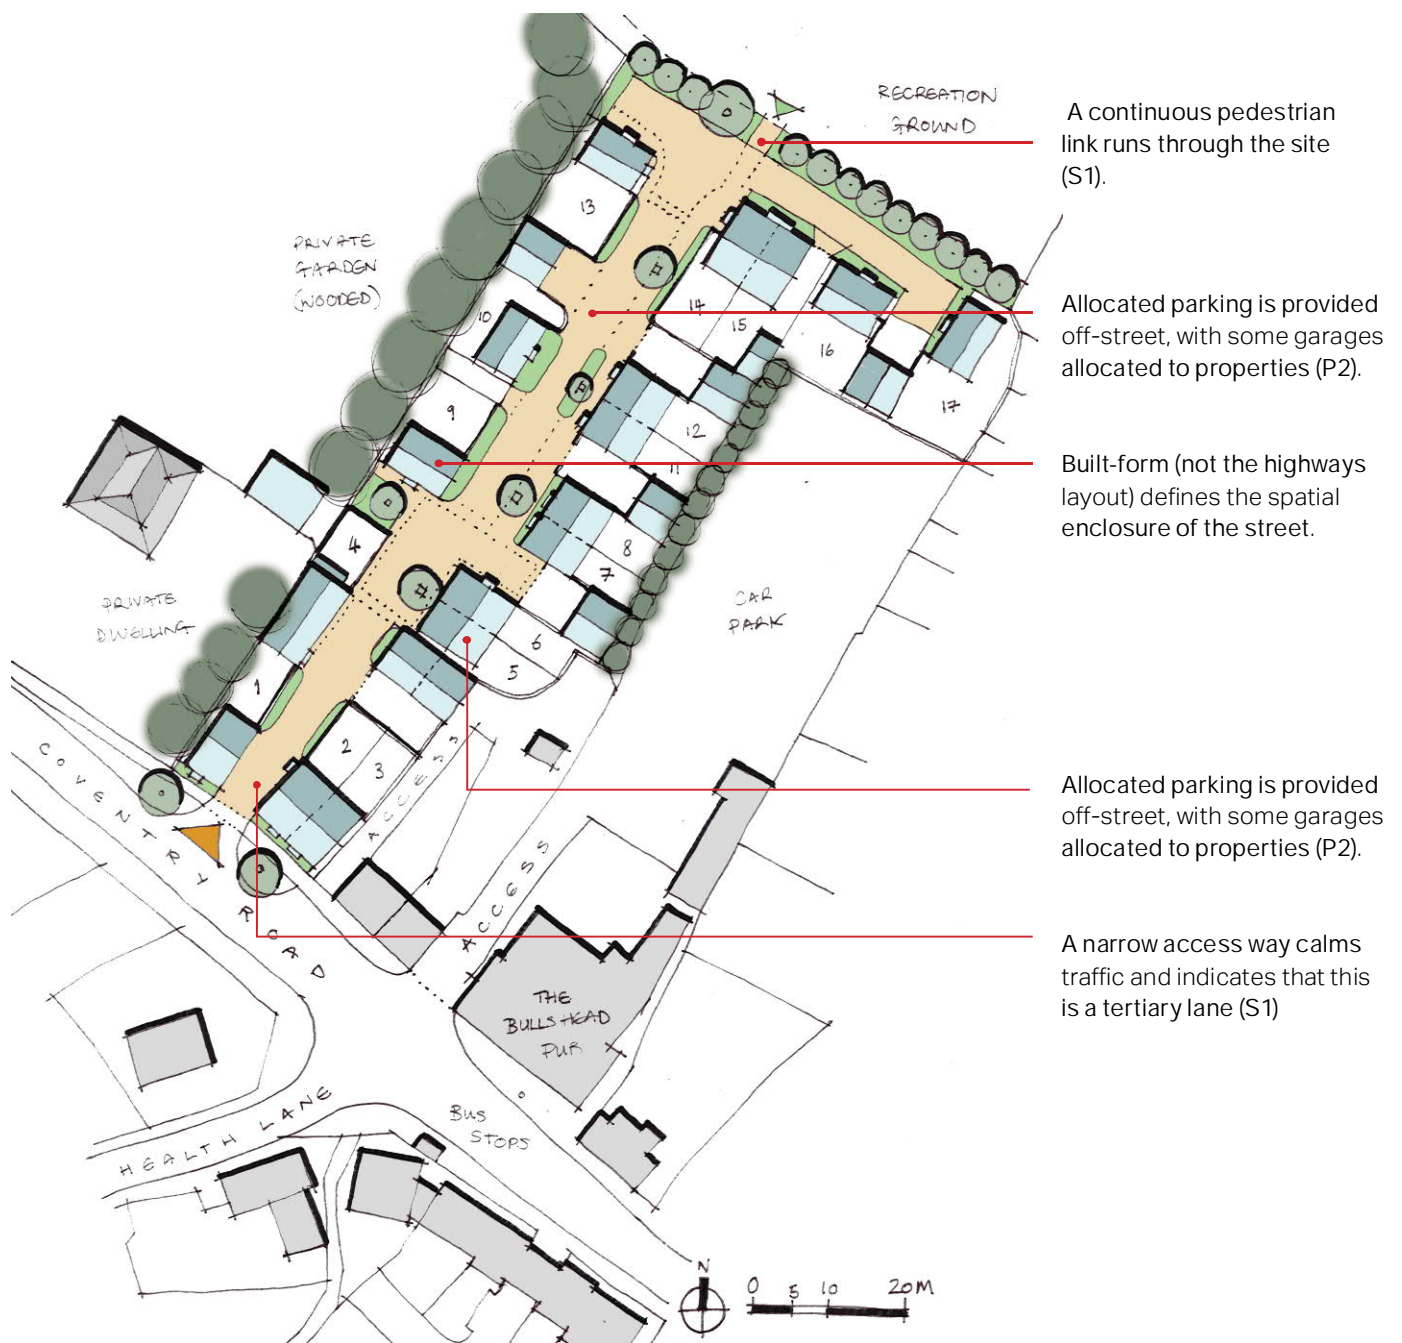 RECREATION
GROUND
A continuous pedestrian
link runs through the site
(S1).
PRIVATE
GARDEN
(WOODED)
13
10
14
15
16
17
9
12
11
Allocated parking is provided
off-street, with some garages
allocated to properties (P2).
Built-form (not the highways
layout) defines the spatial
enclosure of the street.
4
8
7
6
5
PRIVATE
DWELLING
CAR
PARK
1
2
3
ACCESS
ACCESS
COVENTRY ROAD
Allocated parking is provided
off-street, with some garages
allocated to properties (P2).
A narrow access way calms
traffic and indicates that this
is a tertiary lane (S1)
THE
BULLSHEAD
PUB
HEALTH LANE
BUS
STOPS
N
0 5 10 20M